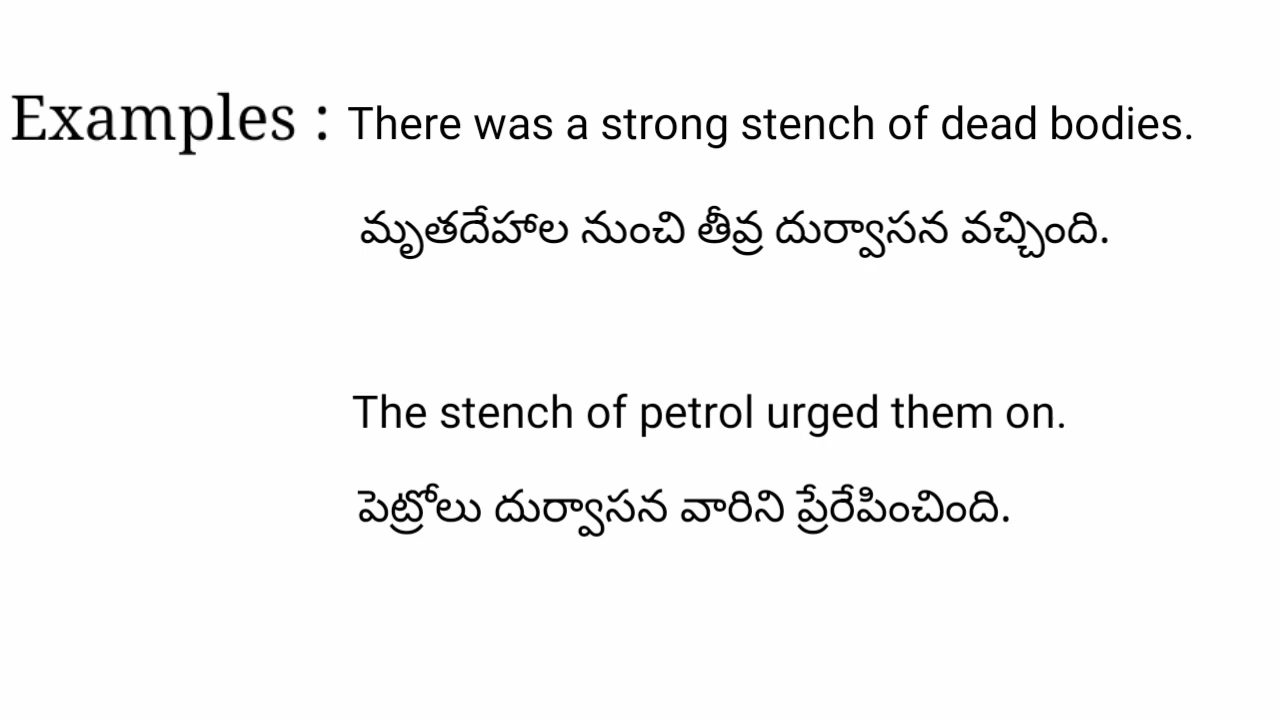 Examples : There was a strong stench of dead bodies.
మృతదేహాల నుంచి తీవ్ర దుర్వాసన వచ్చింది.
The stench of petrol urged them on.
పెట్రోలు దుర్వాసన వారిని ప్రేరేపించింది.